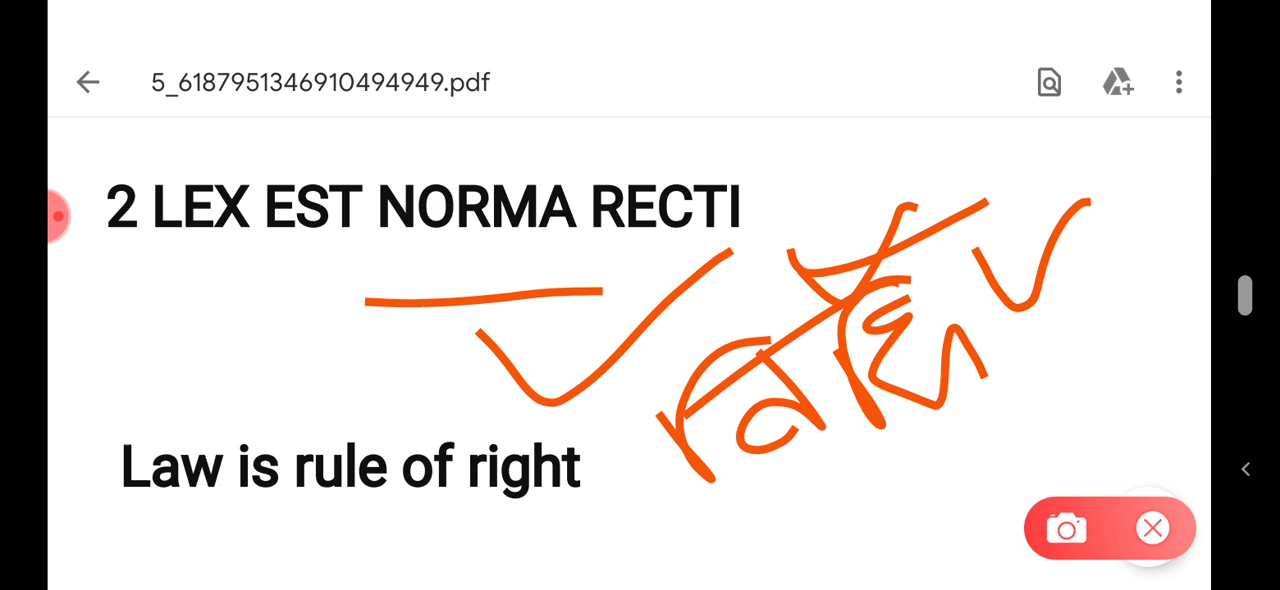 5_6187951346910494949.pdf
2 LEX EST NORMA RECTI
विधि
Law is rule of right